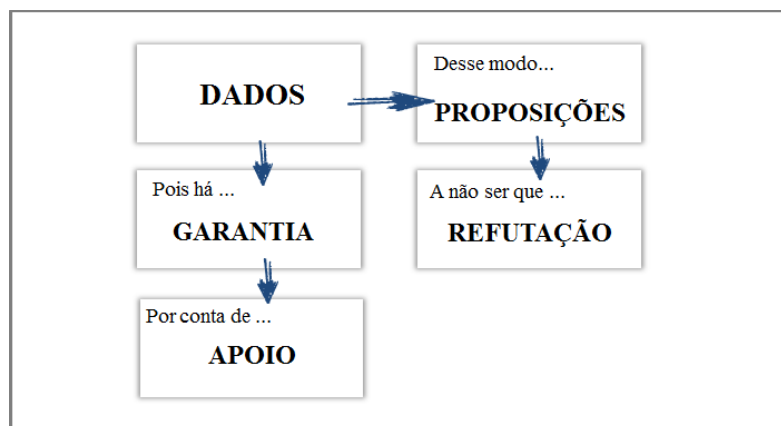 DADOS
Desse modo...
PROPOSIÇÕES
Pois há ...
GARANTIA
A não ser que ...
REFUTAÇÃO
Por conta de ...
APOIO